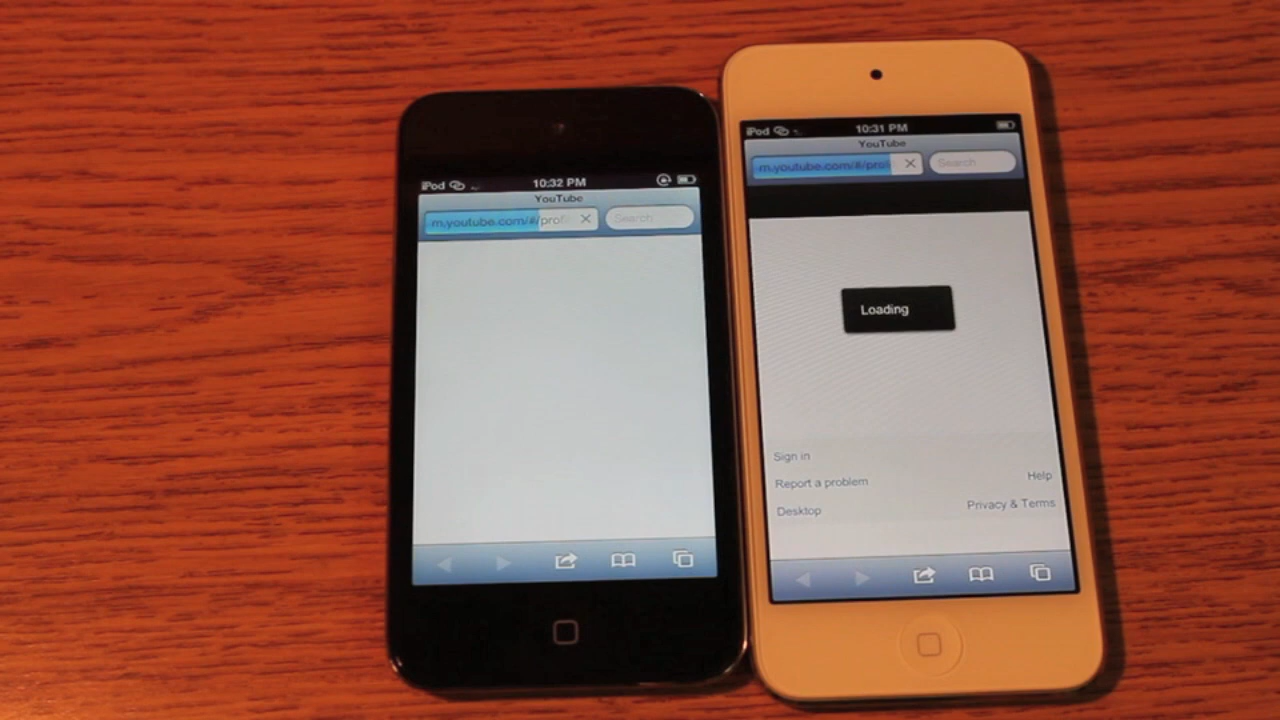 iPod 10:32 PM
YouTube
m.youtube.com/#/prof
Search
iPod 10:31 PM
YouTube
m.youtube.com/#/prof
Search
Loading
Sign in
Report a problem
Help
Desktop
Privacy & Terms